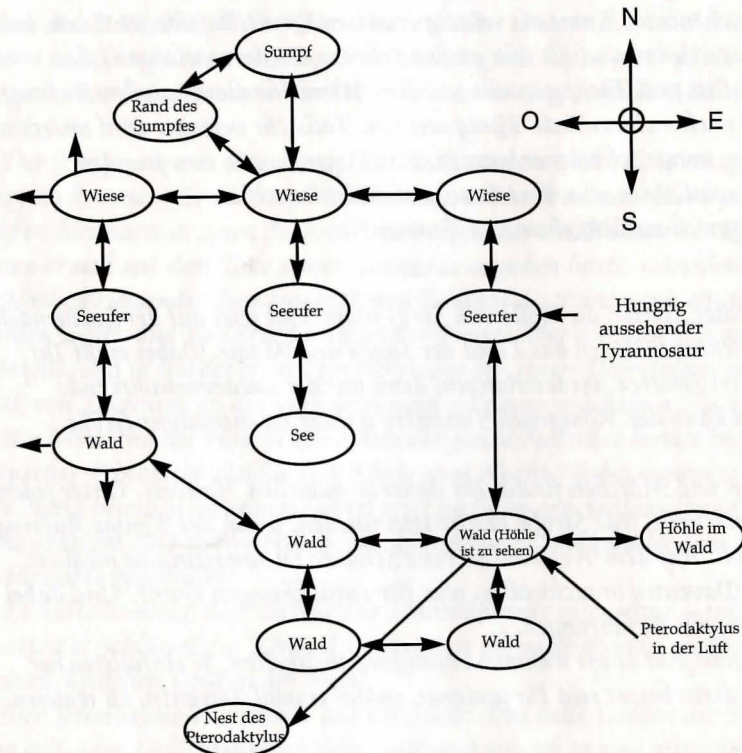 N
Sumpf
Rand des
Sumpfes
O
E
S
Wiese
Wiese
Wiese
Seeufer
Seeufer
Seeufer
Hungrig
aussehender
Tyrannosaur
Wald
See
Wald
Wald (Höhle
ist zu sehen)
Höhle im
Wald
Wald
Wald
Pterodaktylus
in der Luft
Nest des
Pterodaktylus